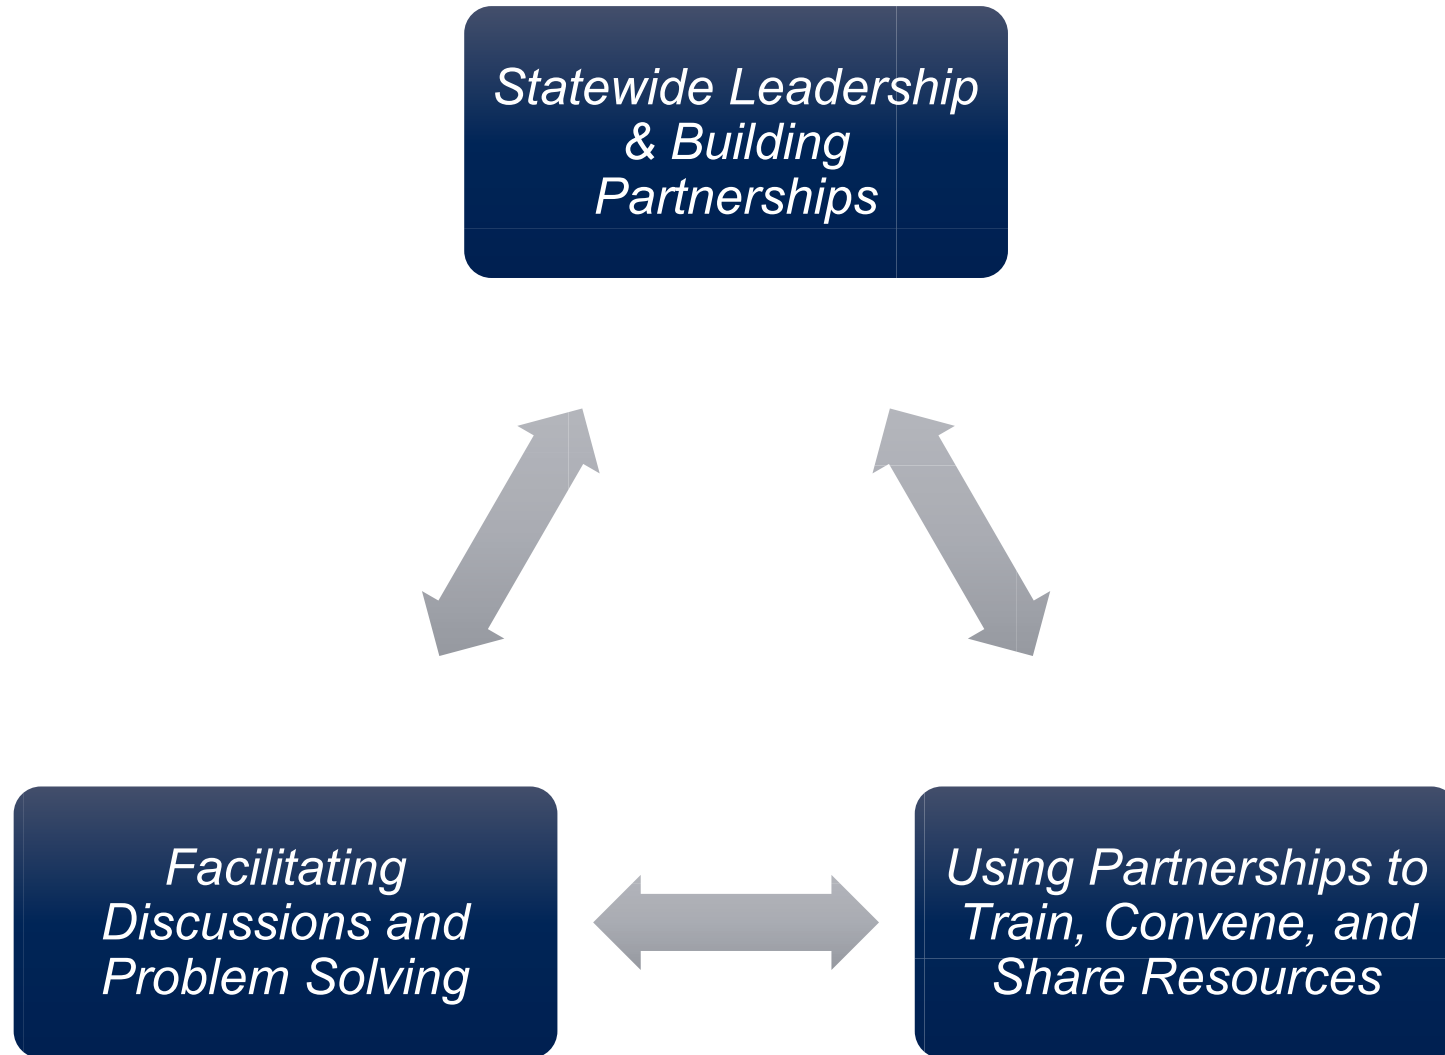 Statewide Leadership
& Building
Partnerships
Facilitating
Discussions and
Problem Solving
Using Partnerships to
Train, Convene, and
Share Resources